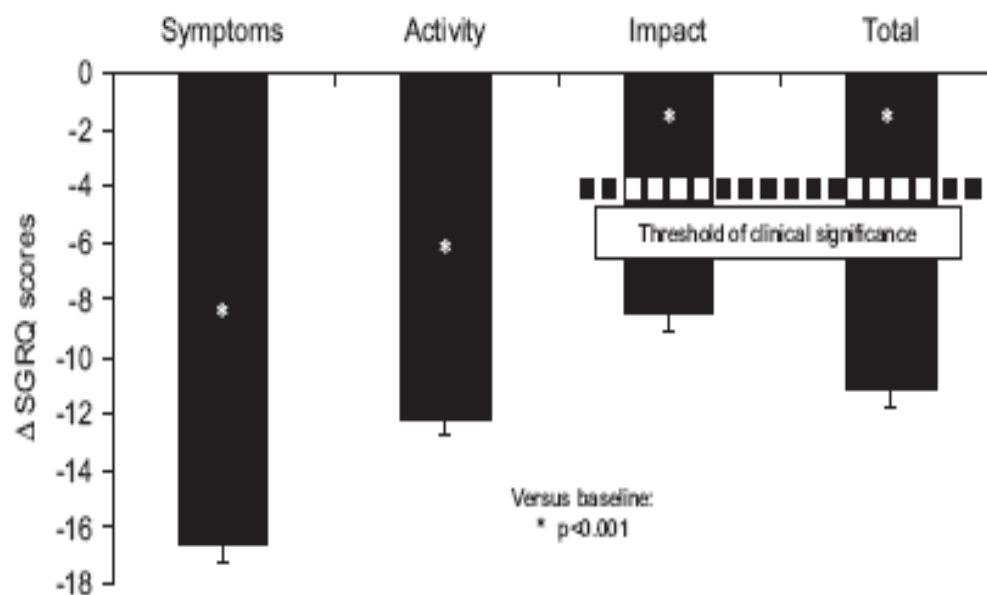 Symptoms Activity Impact Total
0
-2
-4
-6
-8
-10
-12
-14
-16
-18
Δ SGRQ scores
*
*
*
*
Threshold of clinical significance
Versus baseline:
* p<0.001